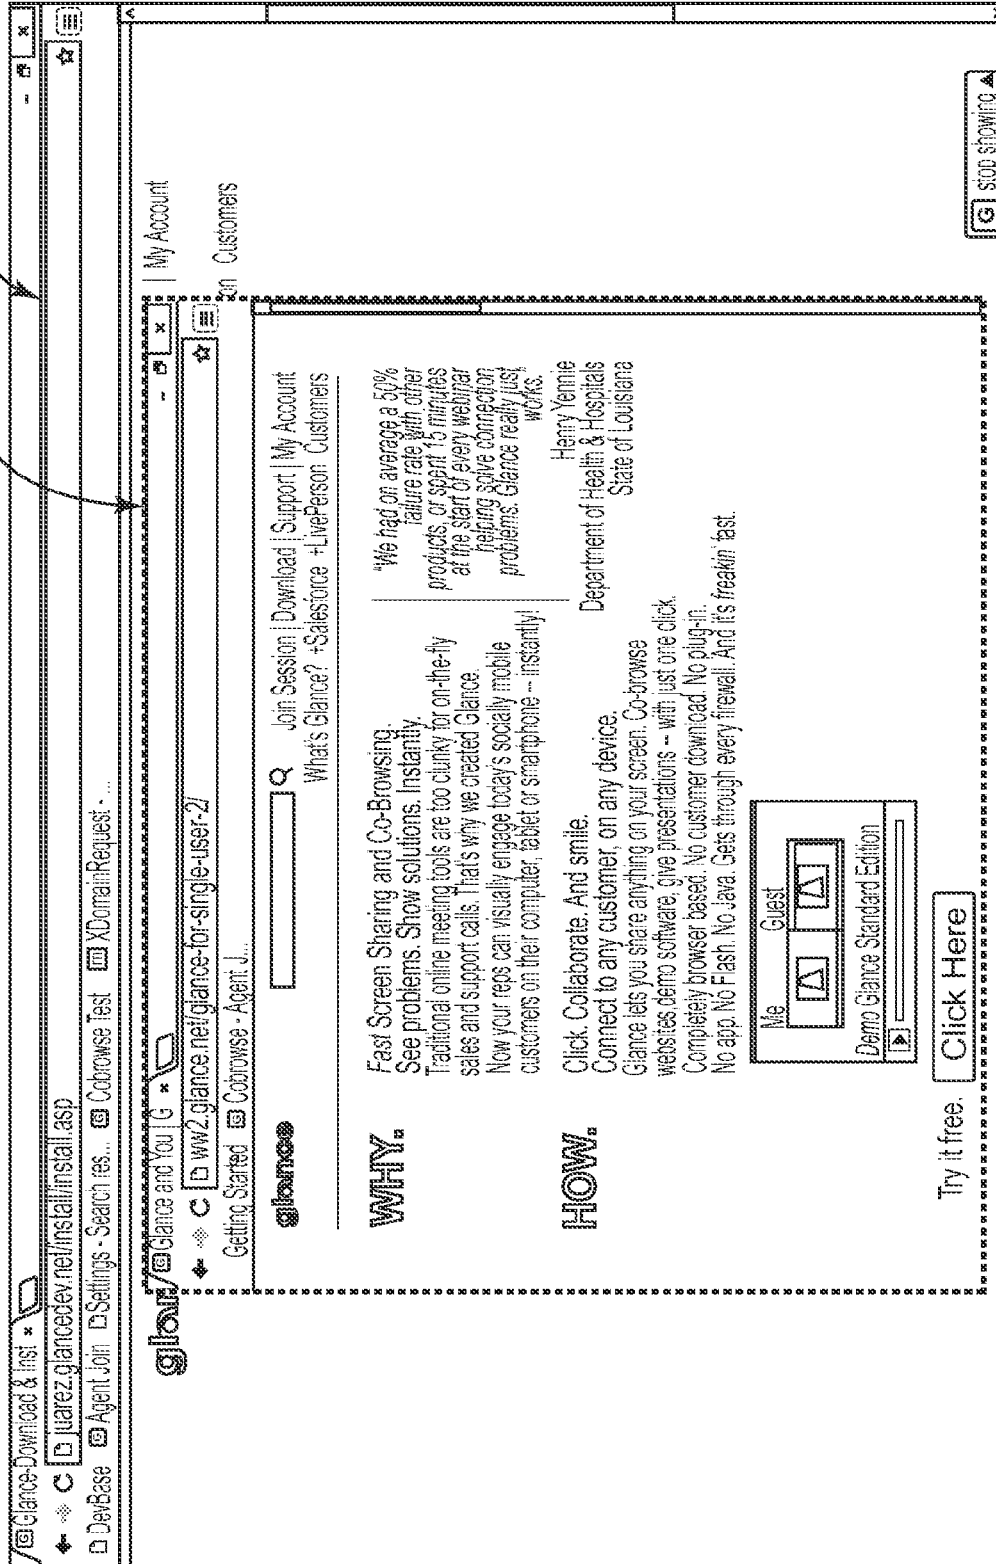 Glance-Download & Inst ×
juarez.glancedev.net/install/install.asp
DevBase Agent Join Settings - Search res... Cobrowse Test XDomainRequest - ...
| My Account
glan
on Customers
Glance and You | G ×
ww2.glance.net/glance-for-single-user-2/
Getting Started Cobrowse - Agent J...
glance
Join Session | Download | Support | My Account
What's Glance? +Salesforce +LivePerson Customers
WHY.
Fast Screen Sharing and Co-Browsing.
See problems. Show solutions. Instantly.
Traditional online meeting tools are too clunky for on-the-fly
sales and support calls. That's why we created Glance.
Now your reps can visually engage today's socially mobile
customers on their computer, tablet or smartphone -- instantly!
"We had on average a 50%
failure rate with other
products, or spent 15 minutes
at the start of every webinar
helping solve connection
problems. Glance really just
works.
Henry Yennie
Department of Health & Hospitals
State of Louisiana
HOW.
Click. Collaborate. And smile.
Connect to any customer, on any device.
Glance lets you share anything on your screen. Co-browse
websites, demo software, give presentations -- with just one click.
Completely browser based. No customer download. No plug-in.
No app. No Flash. No Java. Gets through every firewall. And it's freakin' fast.
Me Guest
Demo Glance Standard Edition
Try it free. Click Here
G stop showing